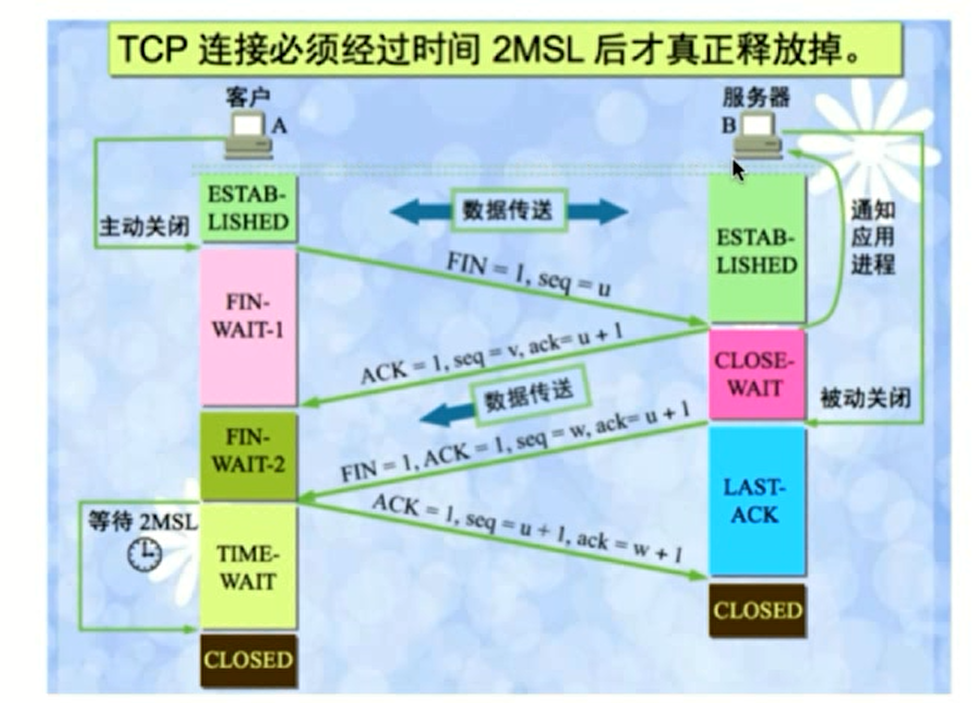 TCP 连接必须经过时间 2MSL 后才真正释放掉。
客户
A
服务器
B
ESTAB-
LISHED
数据传送
主动关闭
ESTAB-
LISHED
通知
应用
进程
FIN = 1, seq = u
FIN-
WAIT-1
ACK = 1, seq = v, ack= u + 1
CLOSE-
WAIT
数据传送
被动关闭
FIN-
WAIT-2
FIN = 1, ACK = 1, seq = w, ack= u + 1
LAST-
ACK
ACK = 1, seq = u + 1, ack = w + 1
等待 2MSL
TIME-
WAIT
CLOSED
CLOSED